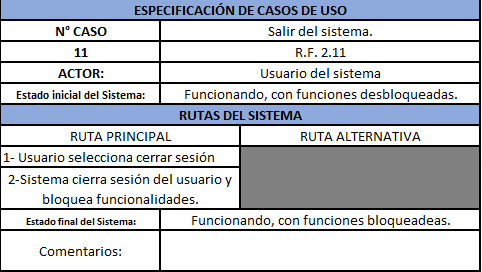 ESPECIFICACIÓN DE CASOS DE USO
N° CASO Salir del sistema.
11 R.F. 2.11
ACTOR: Usuario del sistema
Estado inicial del Sistema: Funcionando, con funciones desbloqueadas.
RUTAS DEL SISTEMA
RUTA PRINCIPAL RUTA ALTERNATIVA
1- Usuario selecciona cerrar sesión
2-Sistema cierra sesión del usuario y
bloquea funcionalidades.
Estado final del Sistema: Funcionando, con funciones bloqueadeas.
Comentarios: